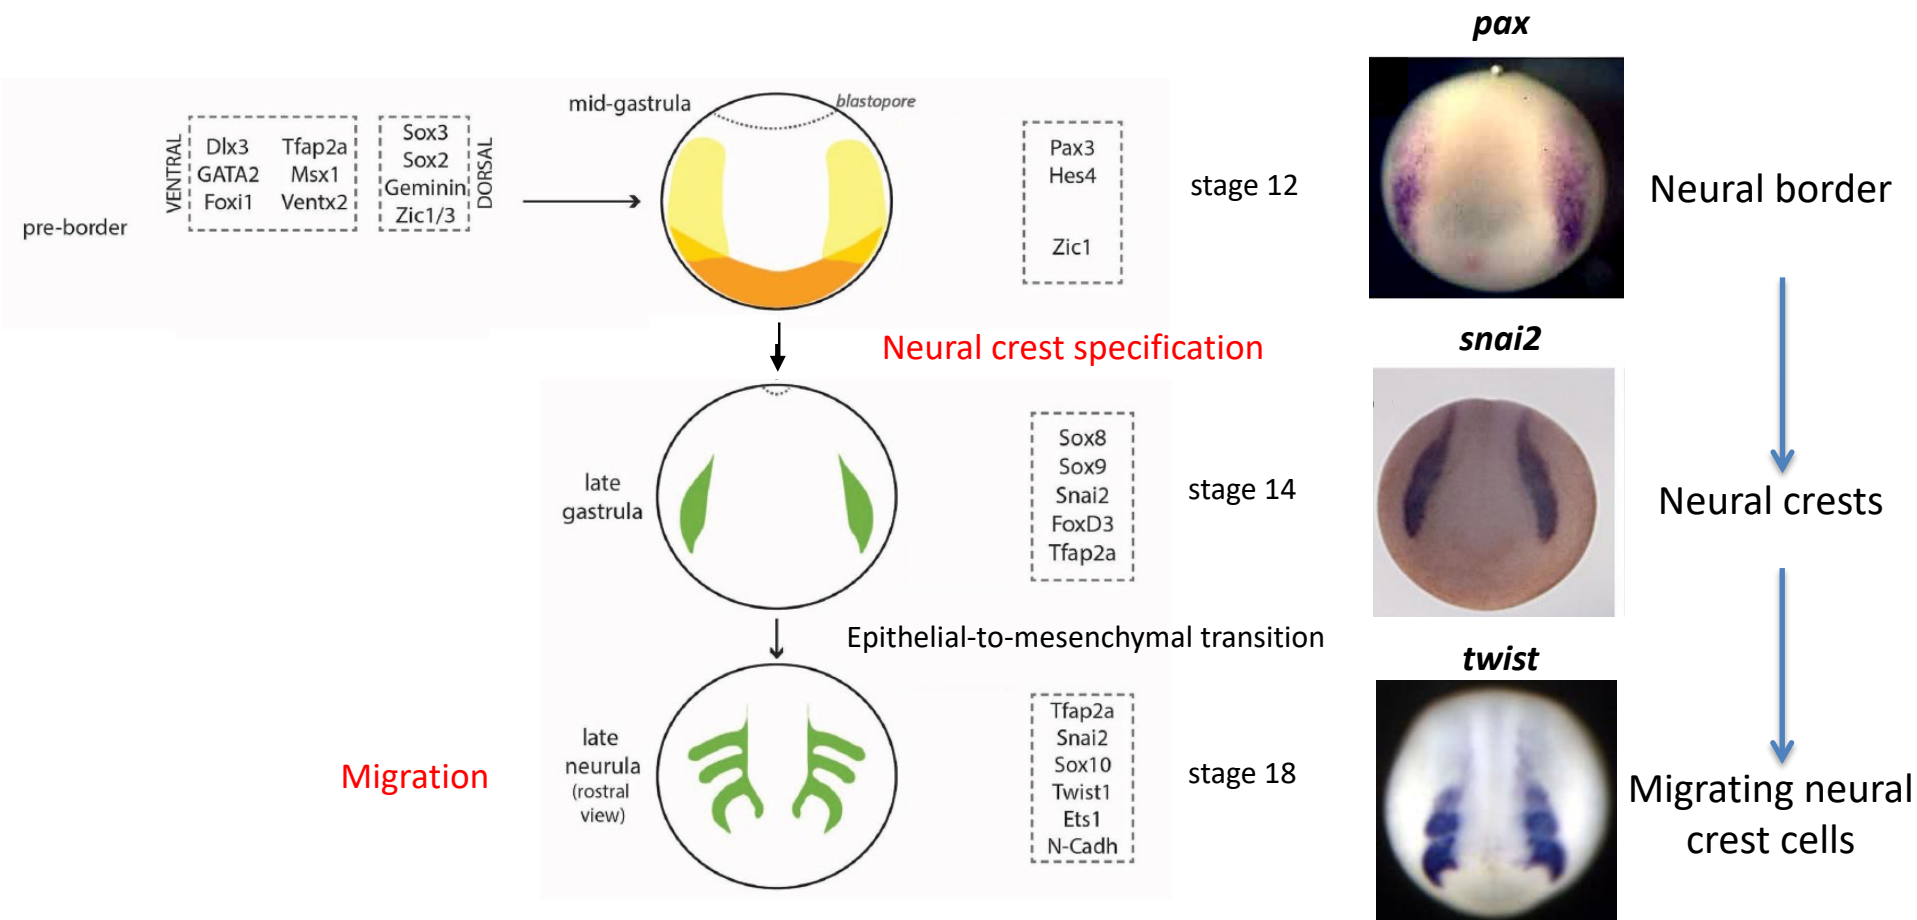 pax
mid-gastrula
blastopore
VENTRAL
Dlx3 Tfap2a
GATA2 Msx1
Foxi1 Ventx2
Sox3
Sox2
Geminin
Zic1/3
DORSAL
pre-border
Pax3
Hes4
Zic1
stage 12
Neural border
Neural crest specification
snai2
late
gastrula
Sox8
Sox9
Snai2
FoxD3
Tfap2a
stage 14
Neural crests
Epithelial-to-mesenchymal transition
twist
Migration
late
neurula
(rostral
view)
Tfap2a
Snai2
Sox10
Twist1
Ets1
N-Cadh
stage 18
Migrating neural
crest cells